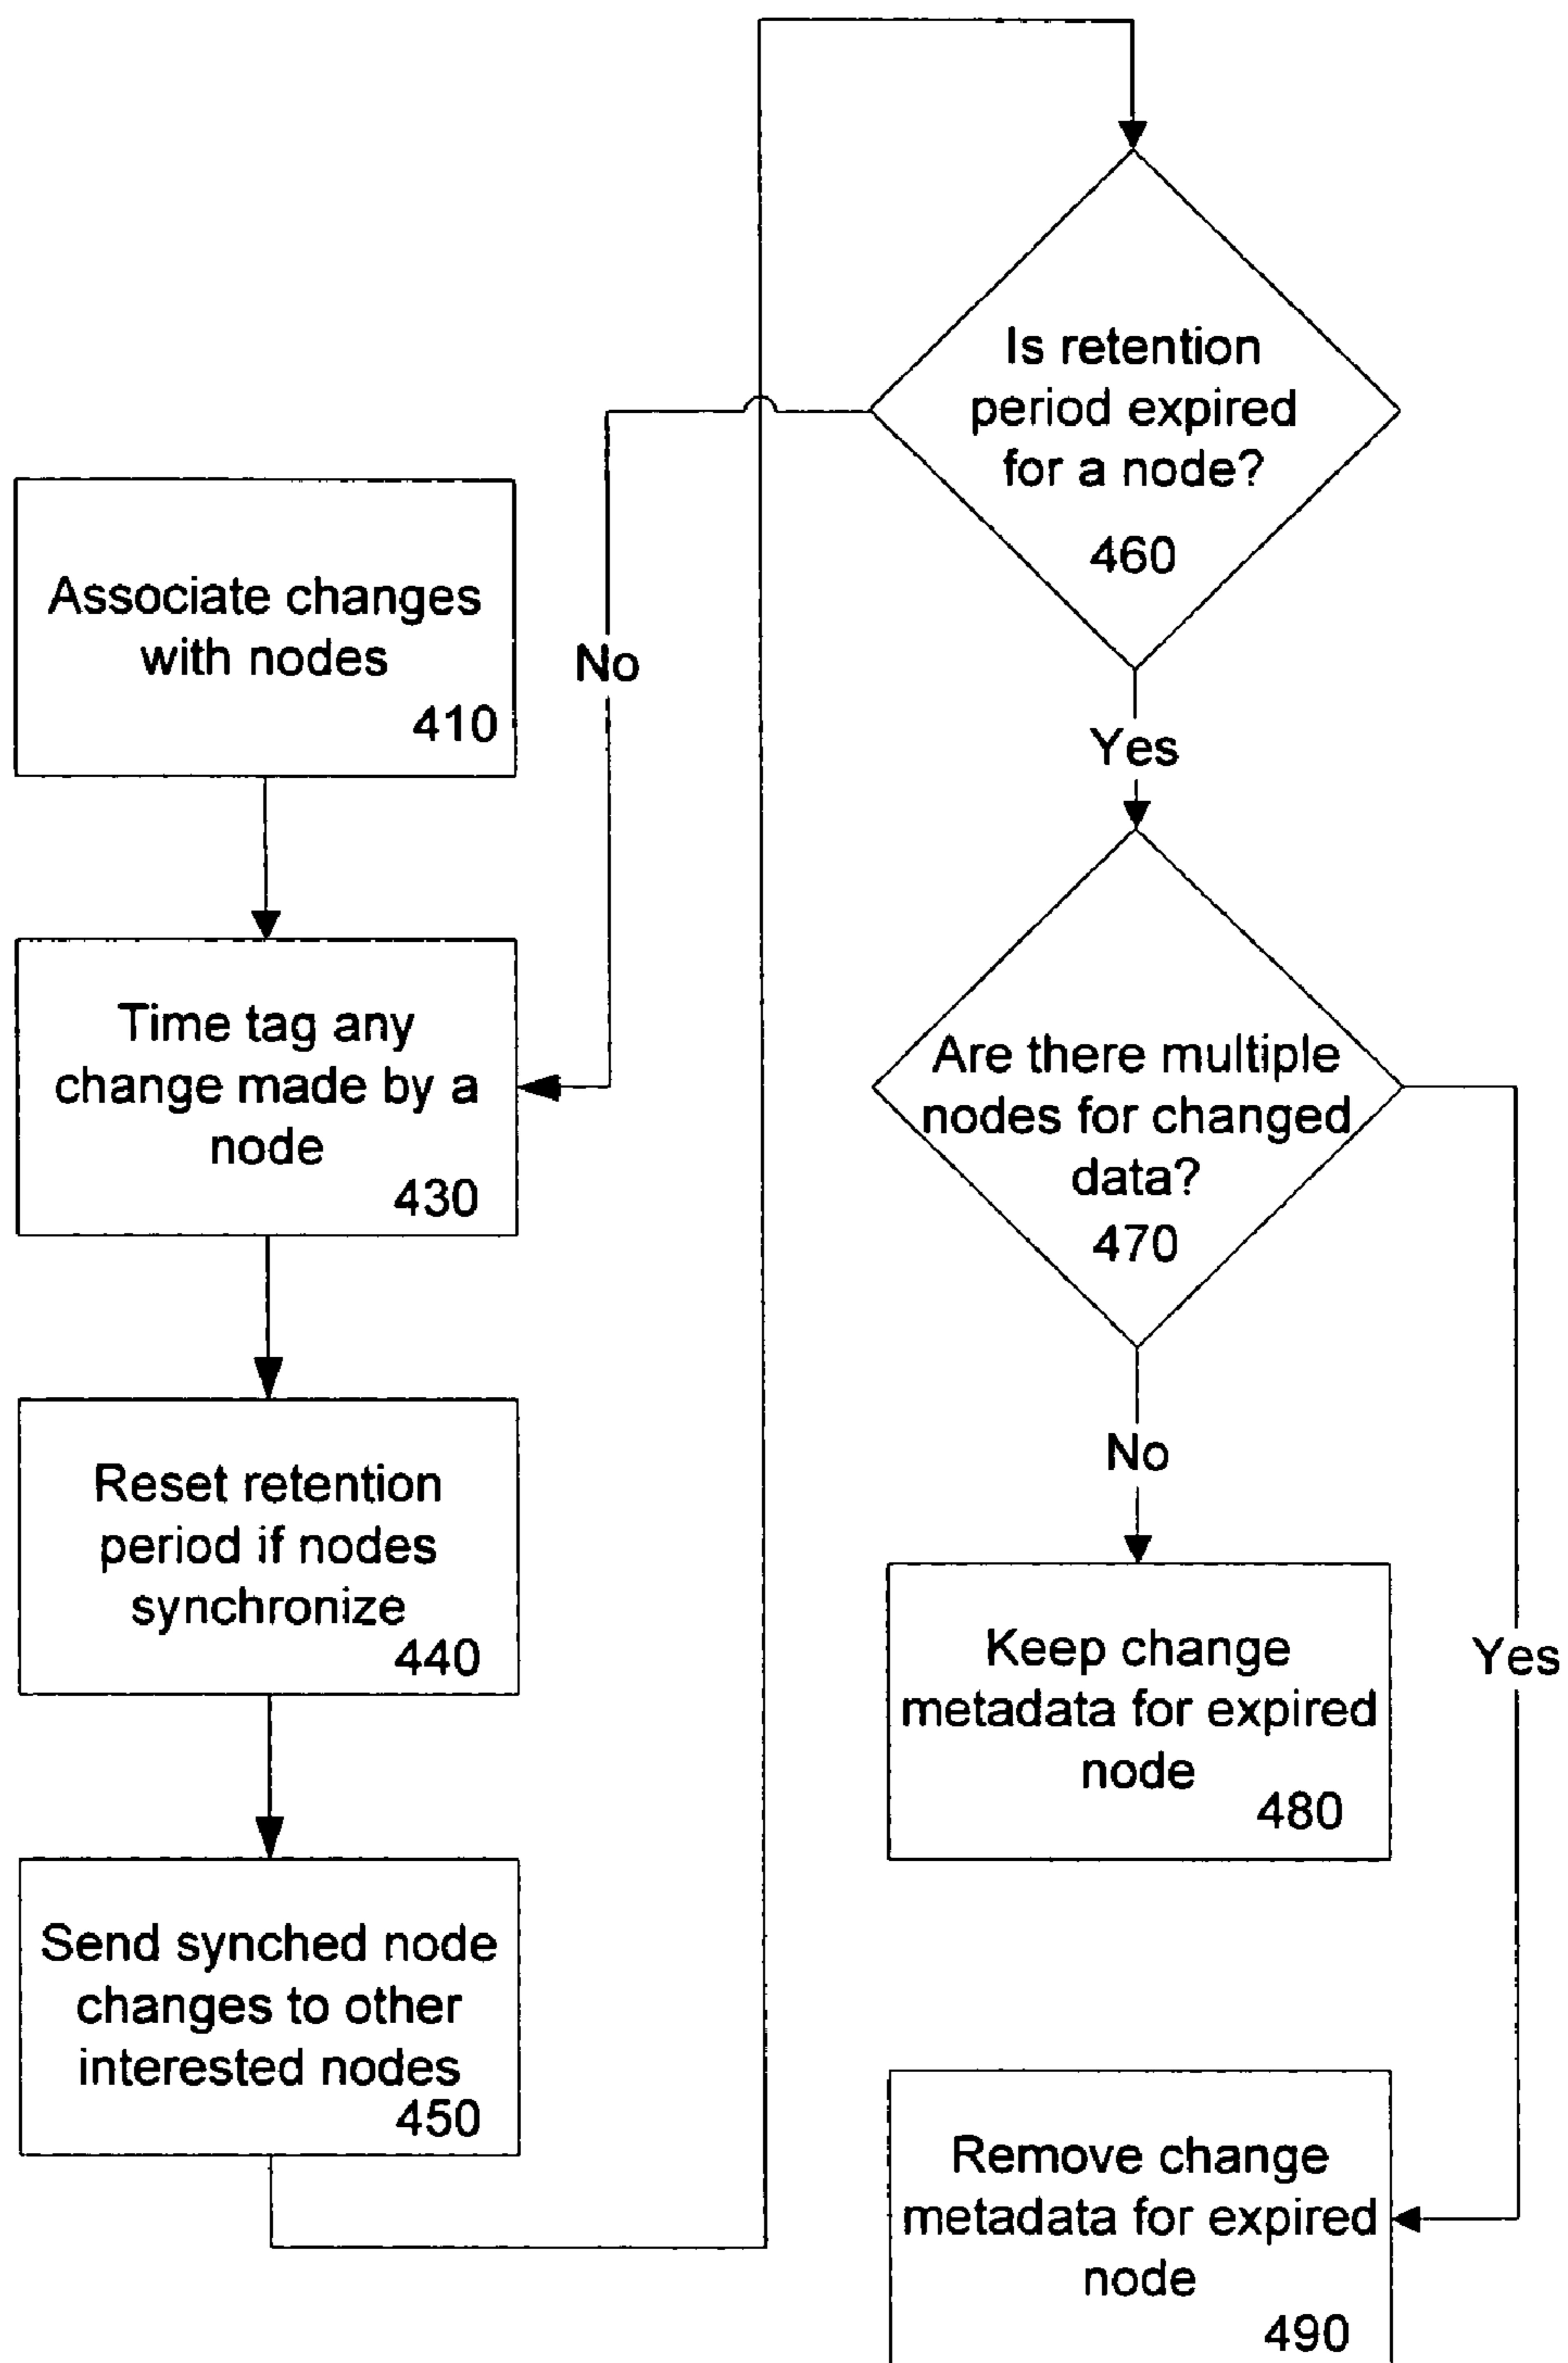 Associate changes
with nodes
410
Time tag any
change made by a
node
430
Reset retention
period if nodes
synchronize
440
Send synched node
changes to other
interested nodes
450
Is retention
period expired
for a node?
460
No
Yes
Are there multiple
nodes for changed
data?
470
No
Yes
Keep change
metadata for expired
node
480
Remove change
metadata for expired
node
490